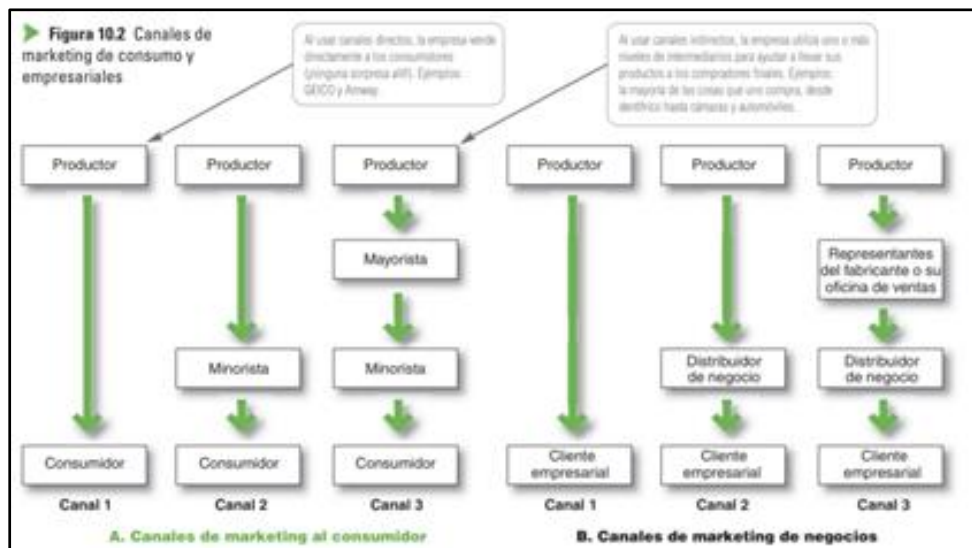 Figura 10.2 Canales de
marketing de consumo y
empresariales
Al usar canales directos, la empresa vende
directamente a los consumidores
(ninguna sorpresa allí). Ejemplos:
GEICO y Amway.
Al usar canales indirectos, la empresa utiliza uno o más
niveles de intermediarios para ayudar a llevar sus
productos a los compradores finales. Ejemplos:
la mayoría de las cosas que uno compra, desde
dentífrico hasta cámaras y automóviles.
Productor
Productor
Productor
Productor
Productor
Productor
Mayorista
Representantes
del fabricante o su
oficina de ventas
Minorista
Minorista
Distribuidor
de negocio
Distribuidor
de negocio
Consumidor
Consumidor
Consumidor
Cliente
empresarial
Cliente
empresarial
Cliente
empresarial
Canal 1
Canal 2
Canal 3
Canal 1
Canal 2
Canal 3
A. Canales de marketing al consumidor
B. Canales de marketing de negocios